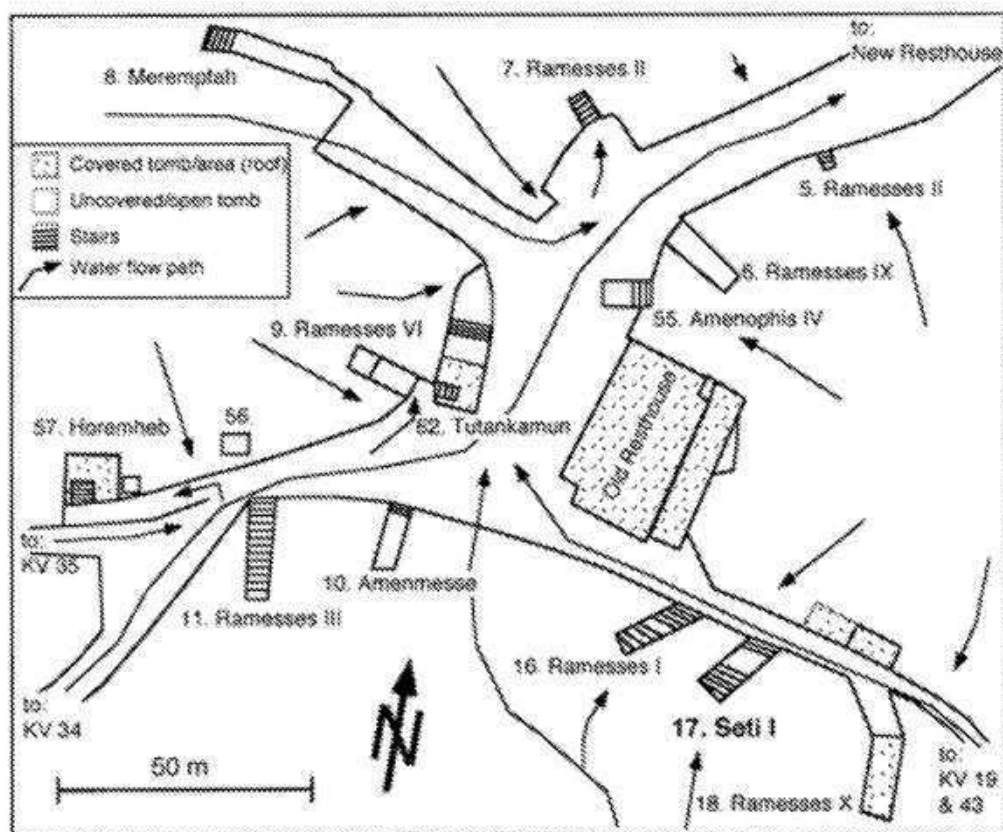 to:
New Resthouse
7. Ramesses II
8. Meremptah
Covered tomb/area (roof)
Uncovered/open tomb
Stairs
Water flow path
5. Ramesses II
6. Ramesses IX
55. Amenophis IV
9. Ramesses VI
56.
57. Horemheb
62. Tutankamun
Old Resthouse
to:
KV 35
10. Amenmesse
11. Ramesses III
16. Ramesses I
to:
KV 34
17. Seti I
N
50 m
18. Ramesses X
to:
KV 19
& 43